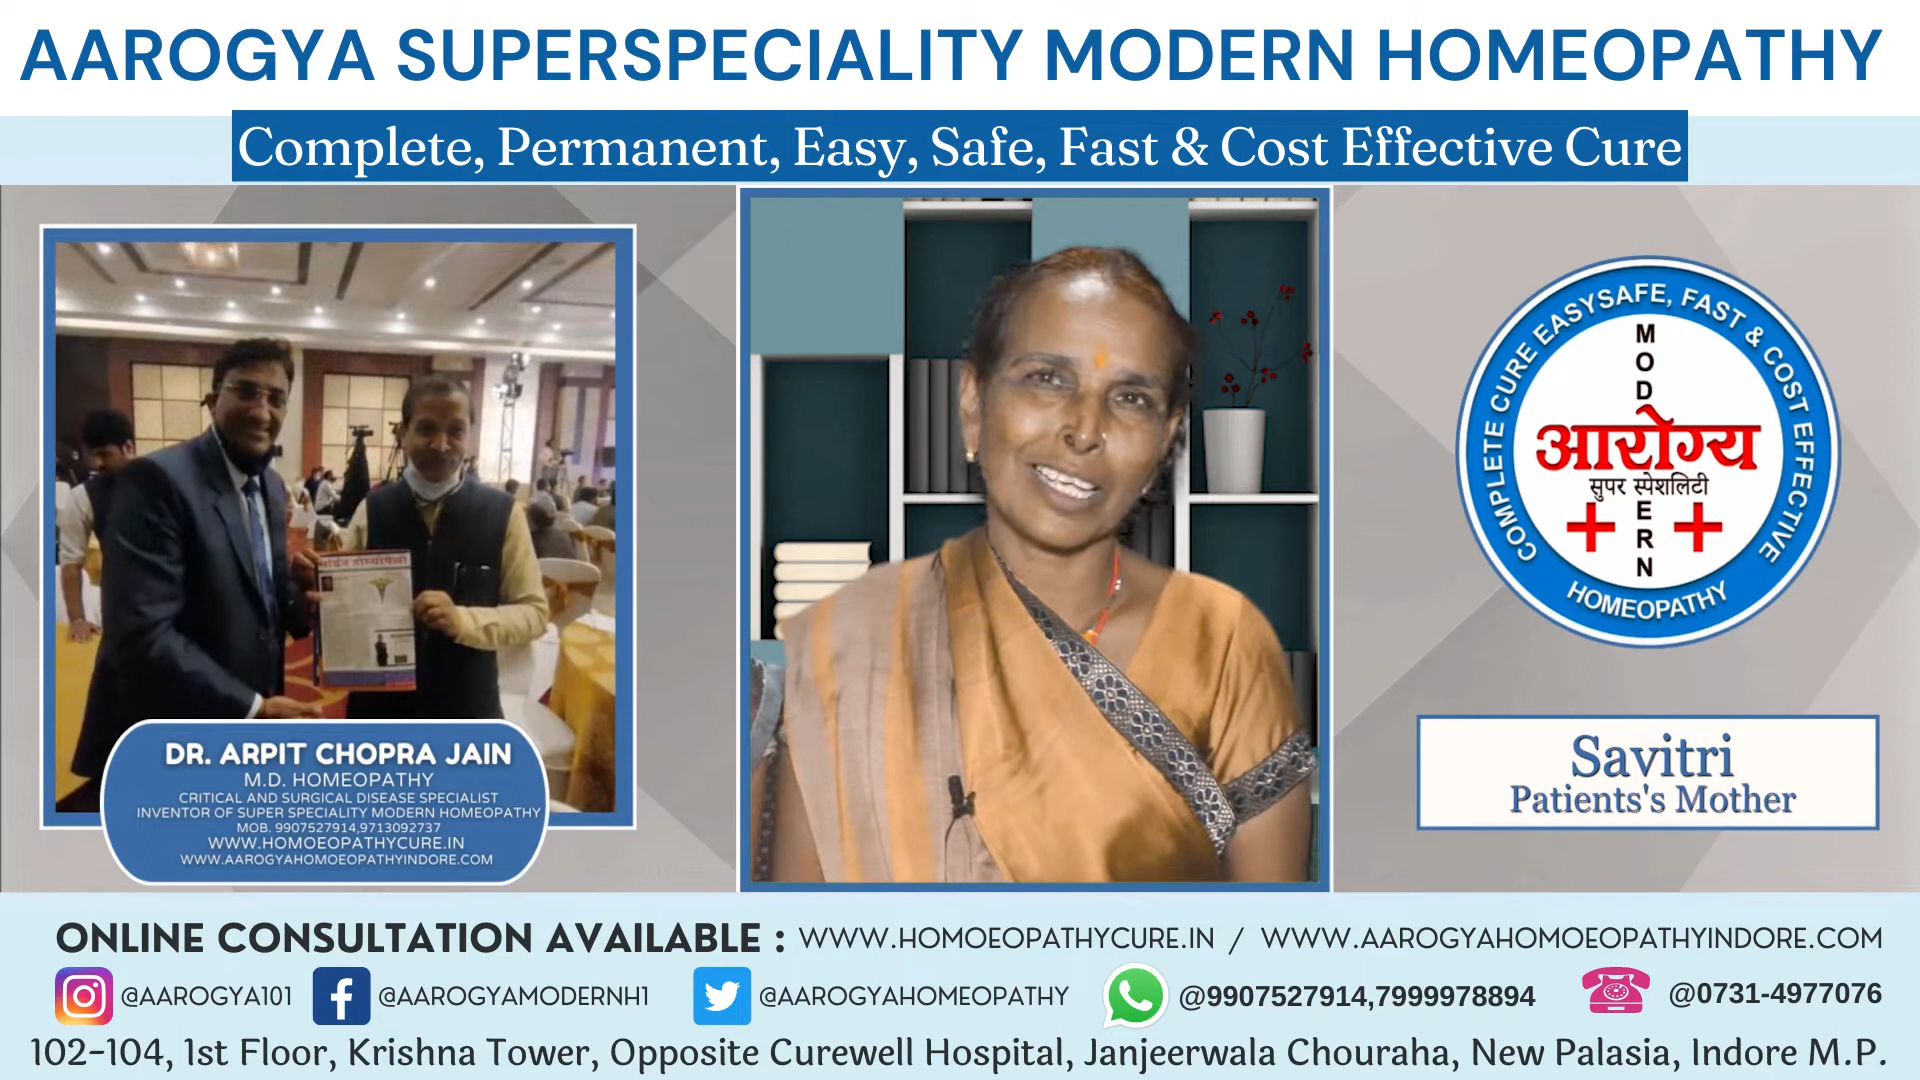 AAROGYA SUPERSPECIALITY MODERN HOMEOPATHY
Complete, Permanent, Easy, Safe, Fast & Cost Effective Cure
DR. ARPIT CHOPRA JAIN
M.D. HOMEOPATHY
CRITICAL AND SURGICAL DISEASE SPECIALIST
INVENTOR OF SUPER SPECIALITY MODERN HOMEOPATHY
MOB. 9907527914,9713092737
WWW.HOMOEOPATHYCURE.IN
WWW.AAROGYAHOMOEOPATHYINDORE.COM
COMPLETE CURE EASYSAFE, FAST & COST EFFECTIVE
MODERN
आरोग्य
सुपर स्पेशलिटी
HOMEOPATHY
Savitri
Patients's Mother
ONLINE CONSULTATION AVAILABLE : WWW.HOMOEOPATHYCURE.IN / WWW.AAROGYAHOMOEOPATHYINDORE.COM
@AAROGYA101 @AAROGYAMODERNH1 @AAROGYAHOMEOPATHY @9907527914,7999978894 @0731-4977076
102-104, 1st Floor, Krishna Tower, Opposite Curewell Hospital, Janjeerwala Chouraha, New Palasia, Indore M.P.